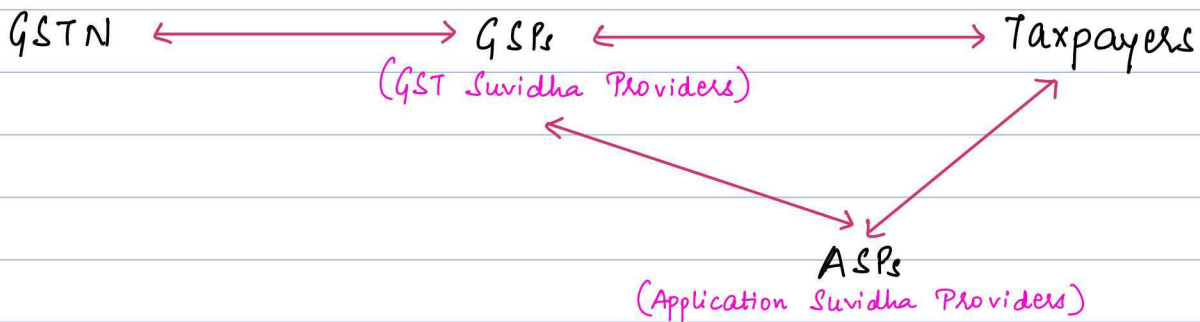 GSTN GSPs Taxpayers
(GST Suvidha Providers)
ASPs
(Application Suvidha Providers)